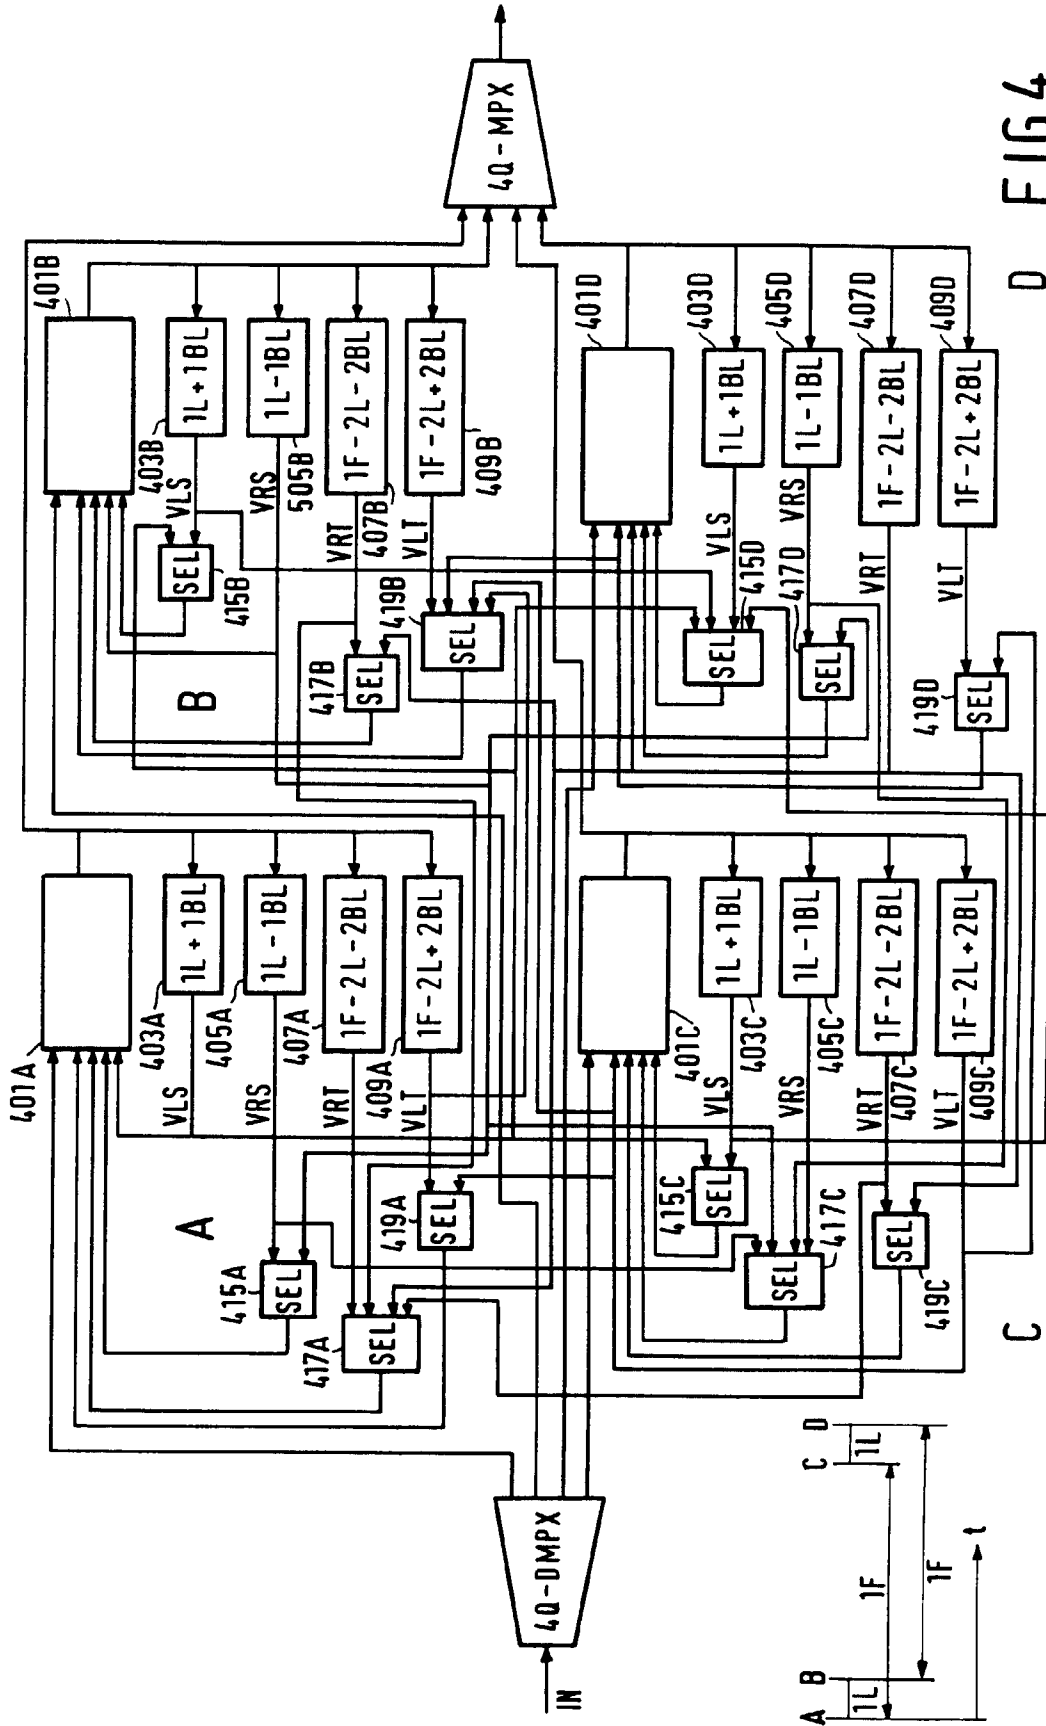 FIG 4
4Q-DMPX
IN
4Q-MPX
A
401A
403A
1L+1BL
VLS
405A
1L-1BL
VRS
407A
1F-2L-2BL
VRT
409A
1F-2L+2BL
VLT
415A
SEL
417A
SEL
419A
SEL
B
401B
403B
1L+1BL
VLS
505B
1L-1BL
VRS
407B
1F-2L-2BL
VRT
409B
1F-2L+2BL
VLT
415B
SEL
417B
SEL
419B
SEL
C
401C
403C
1L+1BL
VLS
405C
1L-1BL
VRS
407C
1F-2L-2BL
VRT
409C
1F-2L+2BL
VLT
415C
SEL
417C
SEL
419C
SEL
D
401D
403D
1L+1BL
VLS
405D
1L-1BL
VRS
407D
1F-2L-2BL
VRT
409D
1F-2L+2BL
VLT
415D
SEL
417D
SEL
419D
SEL
A B C D
1L 1L
1F
1F
t